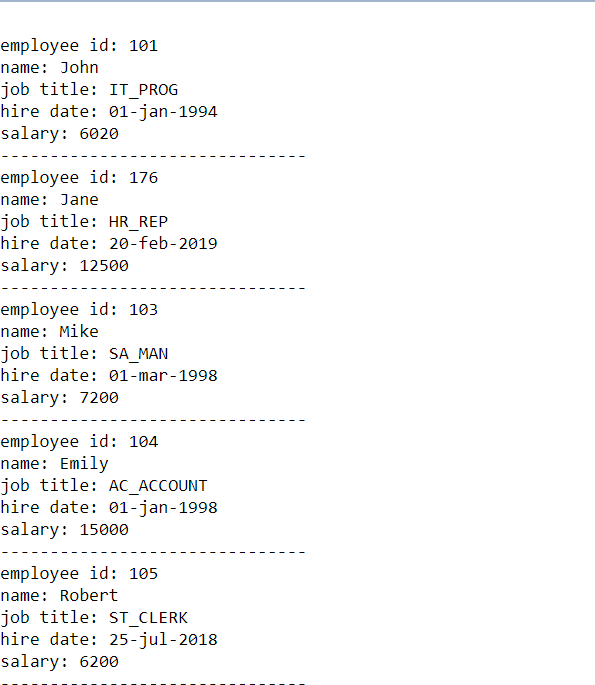 employee id: 101
name: John
job title: IT_PROG
hire date: 01-jan-1994
salary: 6020
-------------------------------
employee id: 176
name: Jane
job title: HR_REP
hire date: 20-feb-2019
salary: 12500
-------------------------------
employee id: 103
name: Mike
job title: SA_MAN
hire date: 01-mar-1998
salary: 7200
-------------------------------
employee id: 104
name: Emily
job title: AC_ACCOUNT
hire date: 01-jan-1998
salary: 15000
-------------------------------
employee id: 105
name: Robert
job title: ST_CLERK
hire date: 25-jul-2018
salary: 6200
-------------------------------